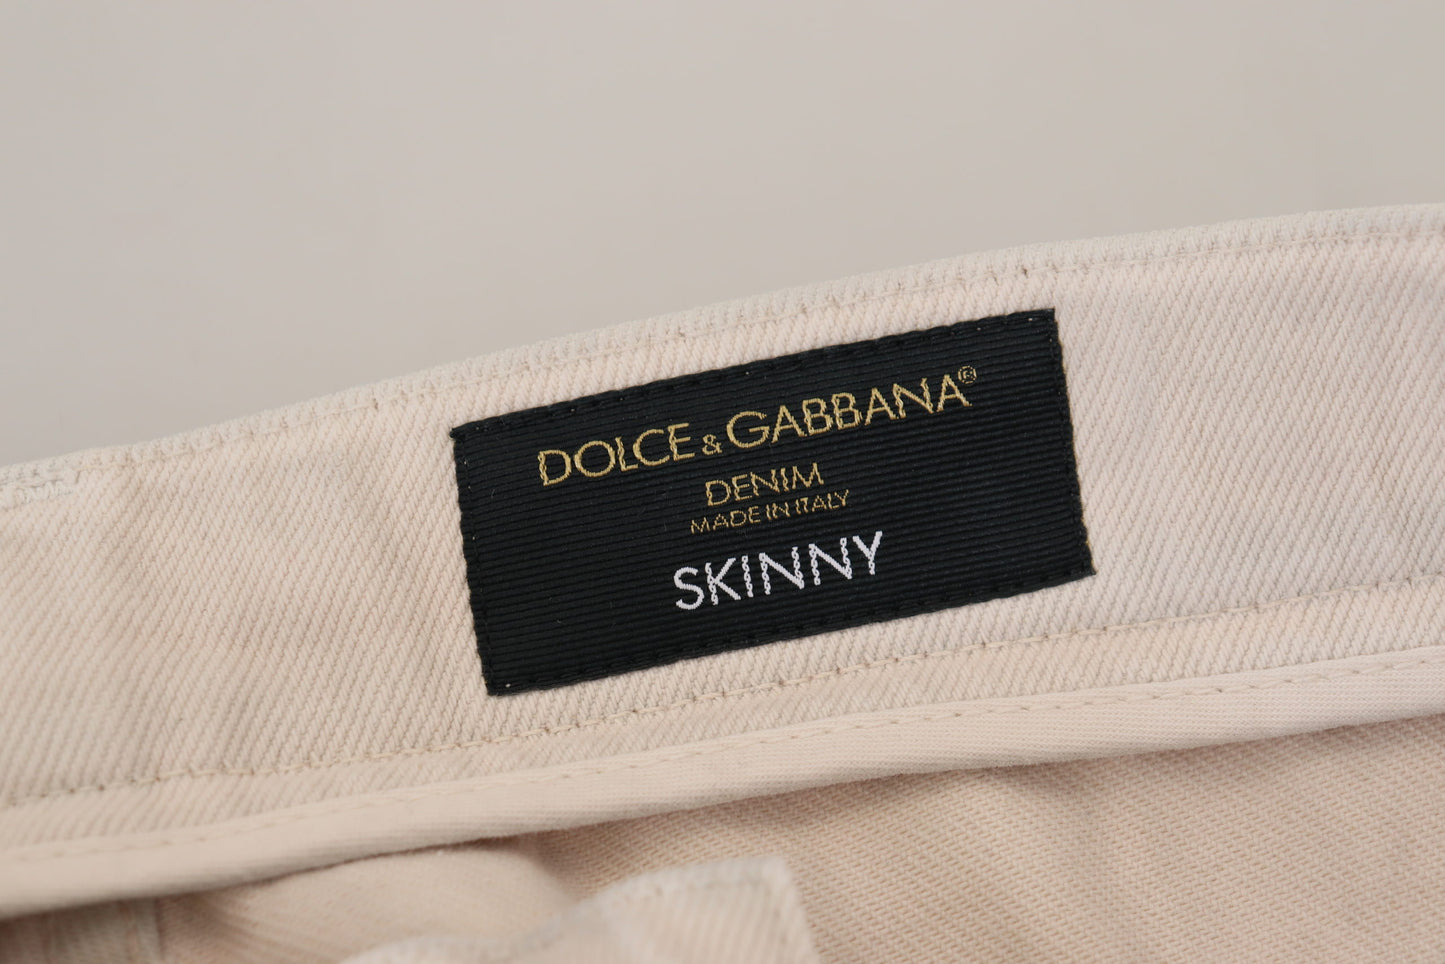 DOLCE & GABBANA®
DENIM
MADE IN ITALY
SKINNY